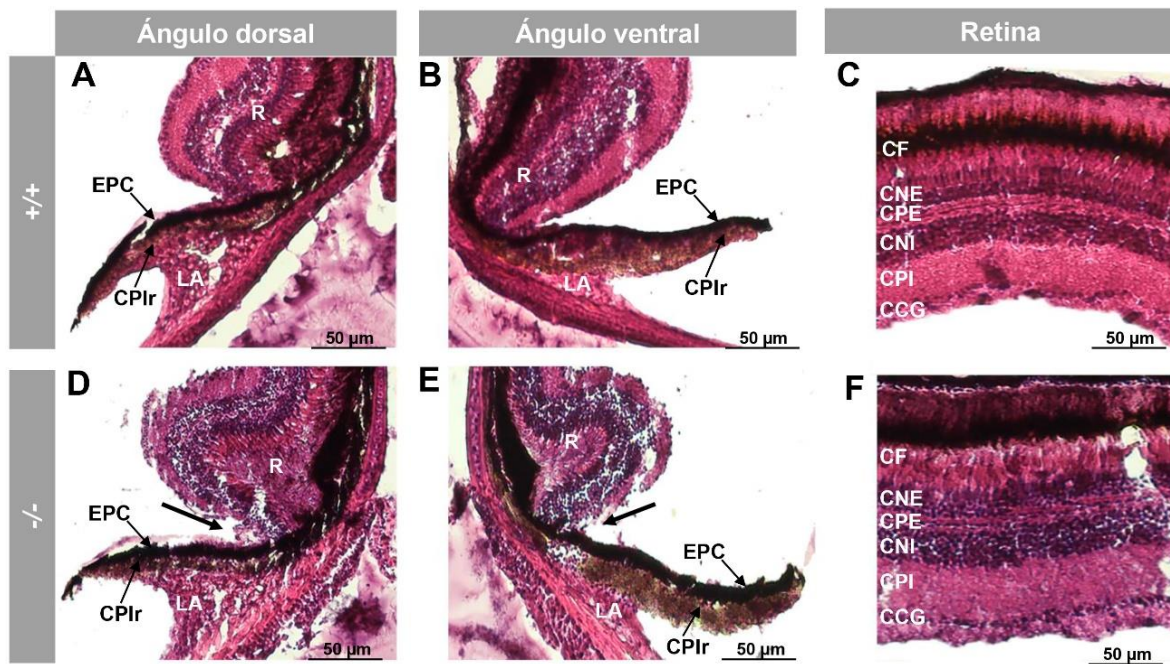 Ángulo dorsal
Ángulo ventral
Retina
+/+
A
R
EPC
CPIr
LA
50 µm
B
R
EPC
CPIr
LA
50 µm
C
CF
CNE
CPE
CNI
CPI
CCG
50 µm
-/-
D
R
EPC
CPIr
LA
50 µm
E
R
EPC
LA
CPIr
50 µm
F
CF
CNE
CPE
CNI
CPI
CCG
50 µm